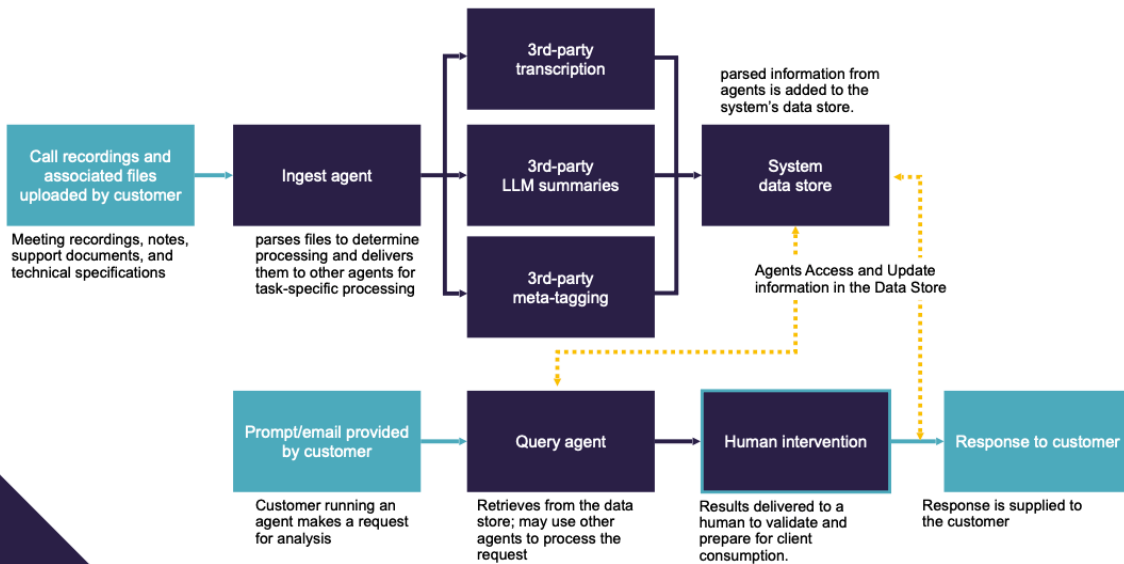 3rd-party
transcription
parsed information from
agents is added to the
system's data store.
Call recordings and
associated files
uploaded by customer
Ingest agent
3rd-party
LLM summaries
System
data store
Meeting recordings, notes,
support documents, and
technical specifications
parses files to determine
processing and delivers
them to other agents for
task-specific processing
3rd-party
meta-tagging
Agents Access and Update
information in the Data Store
Prompt/email provided
by customer
Query agent
Human intervention
Response to customer
Customer running an
agent makes a request
for analysis
Retrieves from the data
store; may use other
agents to process the
request
Results delivered to a
human to validate and
prepare for client
consumption.
Response is supplied to
the customer